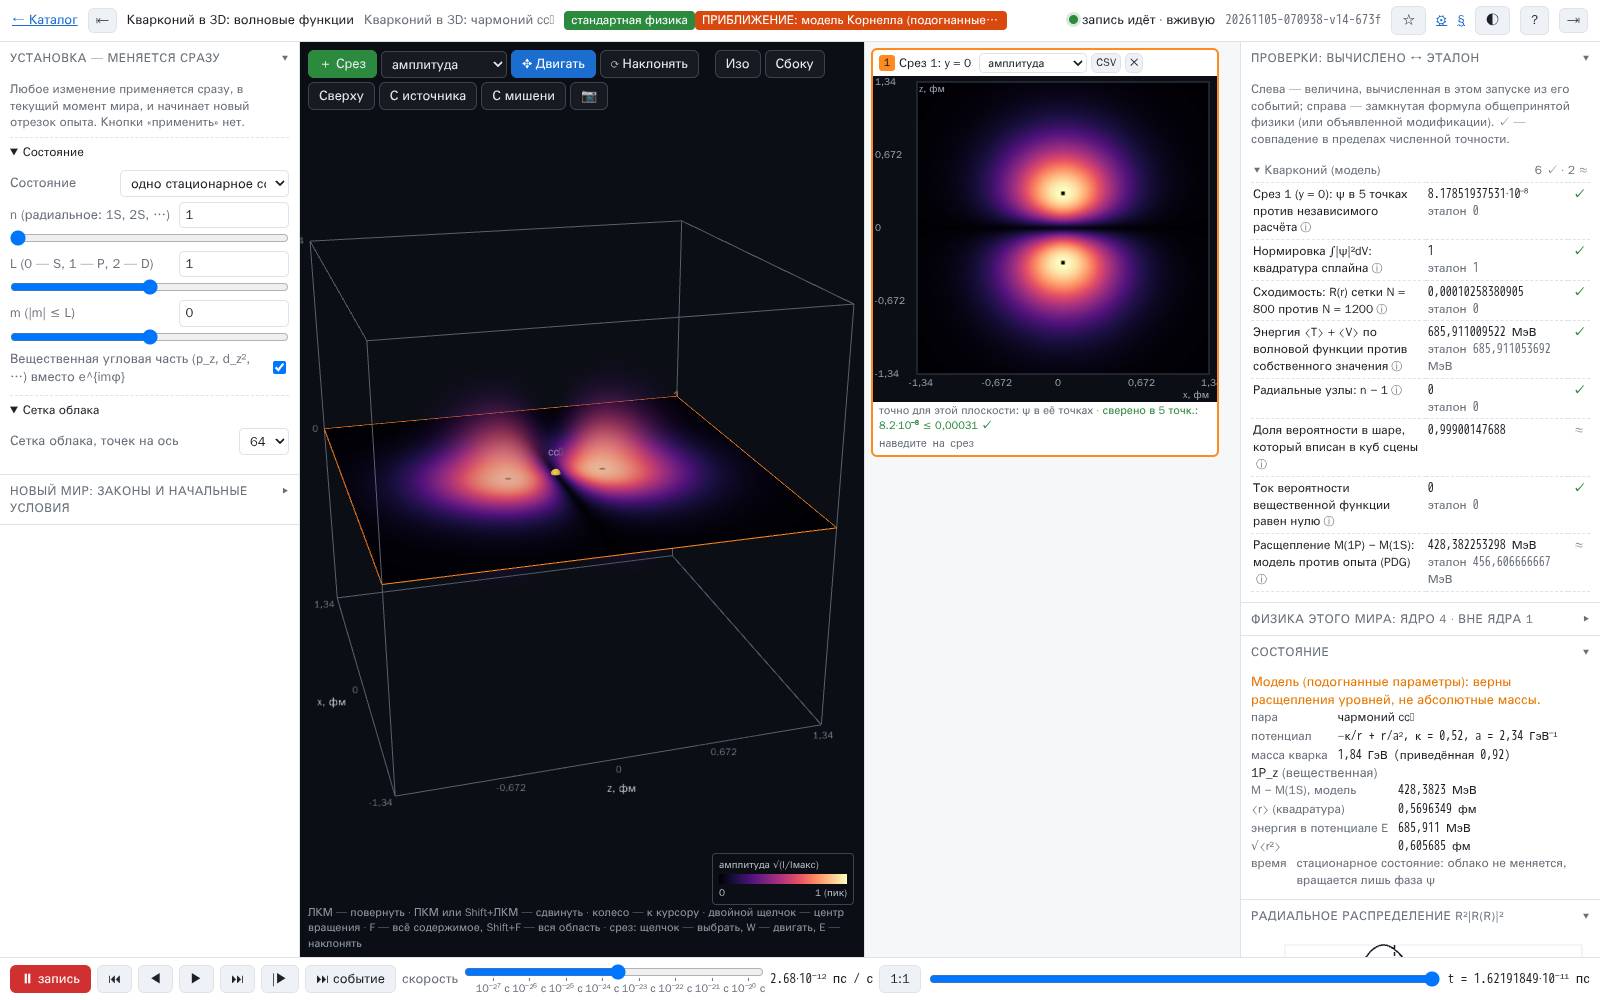 ← Каталог
⇤
Кварконий в 3D: волновые функции
Кварконий в 3D: чармоний cc̄
стандартная физика
ПРИБЛИЖЕНИЕ: модель Корнелла (подогнанные…
запись идёт · вживую
20261105-070938-v14-673f
☆
⚙
§
◐
?
⇥
УСТАНОВКА — МЕНЯЕТСЯ СРАЗУ
Любое изменение применяется сразу, в
текущий момент мира, и начинает новый
отрезок опыта. Кнопки «применить» нет.
▼ Состояние
Состояние
одно стационарное со
n (радиальное: 1S, 2S, …)
1
L (0 — S, 1 — P, 2 — D)
1
m (|m| ≤ L)
0
Вещественная угловая часть (p_z, d_z²,
…) вместо e^{imφ}
▼ Сетка облака
Сетка облака, точек на ось
64
НОВЫЙ МИР: ЗАКОНЫ И НАЧАЛЬНЫЕ
УСЛОВИЯ
＋ Срез
амплитуда
✥ Двигать
⟳ Наклонять
Изо
Сбоку
Сверху
С источника
С мишени
0
cc̄
1,34
0
x, фм
-1,34
-0,672
0
z, фм
0,672
1,34
амплитуда √(I/Iмакс)
0
1 (пик)
ЛКМ — повернуть · ПКМ или Shift+ЛКМ — сдвинуть · колесо — к курсору · двойной щелчок — центр
вращения · F — всё содержимое, Shift+F — вся область · срез: щелчок — выбрать, W — двигать, E —
наклонять
1
Срез 1: y = 0
амплитуда
CSV
✕
1,34
z, фм
0,672
0
-0,672
-1,34
-1,34
-0,672
0
0,672
1,3
x, фм
точно для этой плоскости: ψ в её точках · сверено в 5 точк.:
8.2·10⁻⁸ ≤ 0,00031 ✓
наведите на срез
ПРОВЕРКИ: ВЫЧИСЛЕНО ↔ ЭТАЛОН
Слева — величина, вычисленная в этом запуске из его
событий; справа — замкнутая формула общепринятой
физики (или объявленной модификации). ✓ —
совпадение в пределах численной точности.
▾ Кварконий (модель)
6 ✓ · 2 ≈
Срез 1 (y = 0): ψ в 5 точках
против независимого
расчёта ⓘ
8.17851937531·10⁻⁸
эталон 0
✓
Нормировка ∫|ψ|²dV:
квадратура сплайна ⓘ
1
эталон 1
✓
Сходимость: R(r) сетки N =
800 против N = 1200 ⓘ
0,00010258380905
эталон 0
✓
Энергия ⟨T⟩ + ⟨V⟩ по
волновой функции против
собственного значения ⓘ
685,911009522 МэВ
эталон 685,911053692
МэВ
✓
Радиальные узлы: n − 1 ⓘ
0
эталон 0
✓
Доля вероятности в шаре,
который вписан в куб сцены
ⓘ
0,99900147688
≈
Ток вероятности
вещественной функции
равен нулю ⓘ
0
эталон 0
✓
Расщепление M(1P) − M(1S):
модель против опыта (PDG)
ⓘ
428,382253298 МэВ
эталон 456,606666667
МэВ
≈
ФИЗИКА ЭТОГО МИРА: ЯДРО 4 · ВНЕ ЯДРА 1
СОСТОЯНИЕ
Модель (подогнанные параметры): верны
расщепления уровней, не абсолютные массы.
пара
чармоний cc̄
потенциал
−κ/r + r/a², κ = 0,52, a = 2,34 ГэВ⁻¹
масса кварка
1,84 ГэВ (приведённая 0,92)
1P_z (вещественная)
M − M(1S), модель
428,3823 МэВ
⟨r⟩ (квадратура)
0,5696349 фм
энергия в потенциале E
685,911 МэВ
√⟨r²⟩
0,605685 фм
время
стационарное состояние: облако не меняется,
вращается лишь фаза ψ
РАДИАЛЬНОЕ РАСПРЕДЕЛЕНИЕ R²|R(R)|²
⏸ запись
⏮
◀
▶
⏭
|▶
⏭ событие
скорость
10⁻²⁷ с 10⁻²⁶ с 10⁻²⁵ с 10⁻²⁴ с 10⁻²³ с 10⁻²² с 10⁻²¹ с 10⁻²⁰ с
2.68·10⁻¹² пс / с
1:1
t = 1.62191849·10⁻¹¹ пс